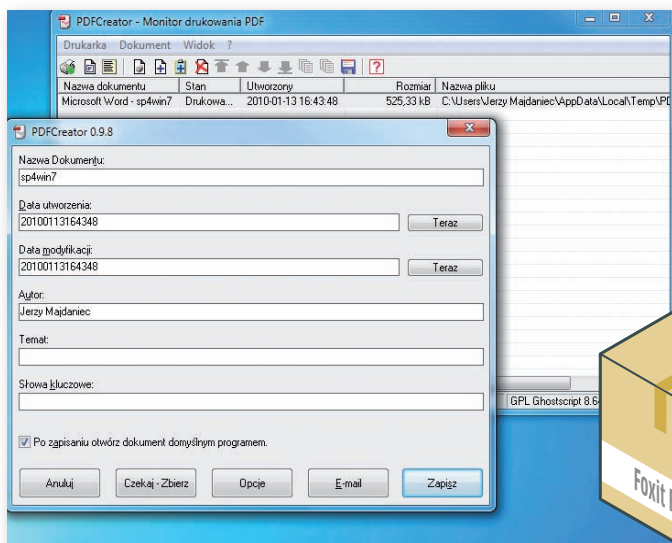 PDFCreator - Monitor drukowania PDF
Drukarka Dokument Widok ?
Nazwa dokumentu Stan Utworzony Rozmiar Nazwa pliku
Microsoft Word - sp4win7 Drukowa... 2010-01-13 16:43:48 525,33 kB C:\Users\Jerzy Majdaniec\AppData\Local\Temp\PD
PDFCreator 0.9.8
Nazwa Dokumentu:
sp4win7
Data utworzenia:
20100113164348 Teraz
Data modyfikacji:
20100113164348 Teraz
Autor:
Jerzy Majdaniec
Temat:
Słowa kluczowe:
GPL Ghostscript 8.6
Po zapisaniu otwórz dokument domyślnym programem.
Anuluj Czekaj - Zbierz Opcje E-mail Zapisz
Foxit